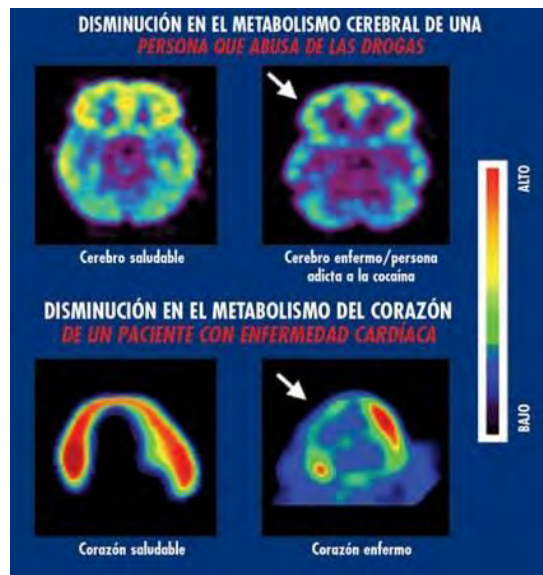 DISMINUCIÓN EN EL METABOLISMO CEREBRAL DE UNA
PERSONA QUE ABUSA DE LAS DROGAS
Cerebro saludable
Cerebro enfermo/persona
adicta a la cocaína
ALTO
BAJO
DISMINUCIÓN EN EL METABOLISMO DEL CORAZÓN
DE UN PACIENTE CON ENFERMEDAD CARDÍACA
Corazón saludable
Corazón enfermo